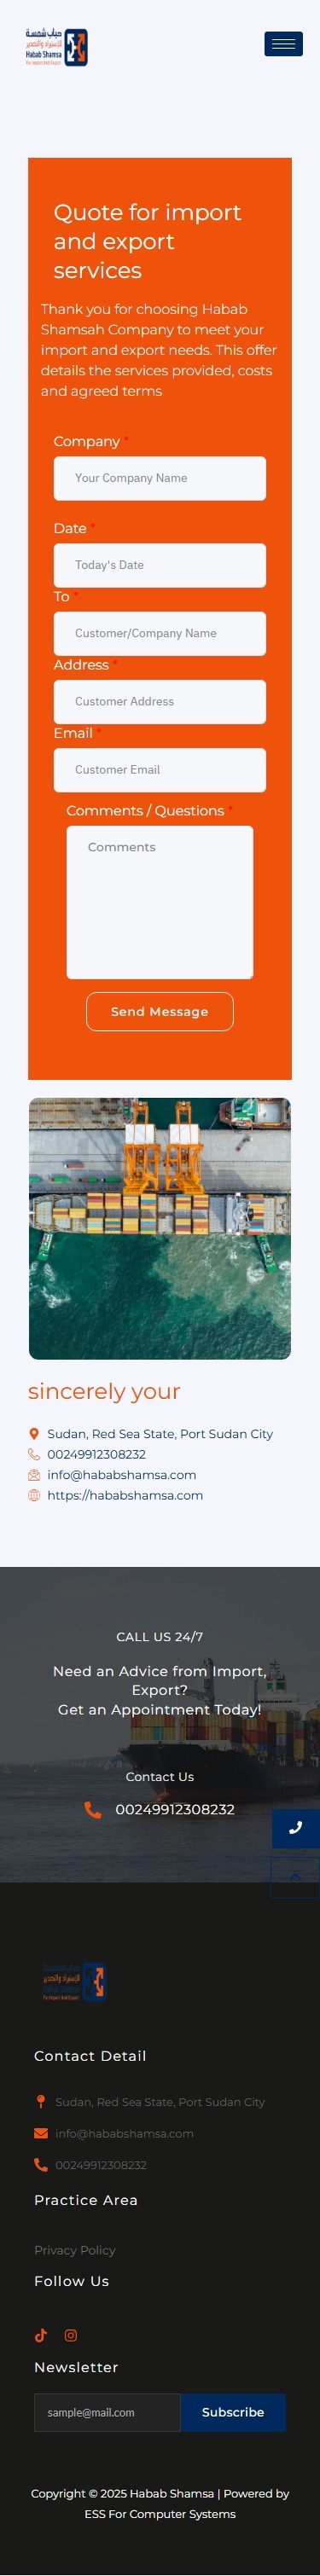 حباب شمسة
للإستيراد والتصدير
Habab Shamsa
For Import And Export
Quote for import
and export
services
Thank you for choosing Habab
Shamsah Company to meet your
import and export needs. This offer
details the services provided, costs
and agreed terms
Company *
Your Company Name
Date *
Today's Date
To *
Customer/Company Name
Address *
Customer Address
Email *
Customer Email
Comments / Questions *
Comments
Send Message
sincerely your
Sudan, Red Sea State, Port Sudan City
00249912308232
info@hababshamsa.com
https://hababshamsa.com
CALL US 24/7
Need an Advice from Import,
Export?
Get an Appointment Today!
Contact Us
00249912308232
حباب شمسة
للإستيراد والتصدير
Habab Shamsa
For Import And Export
Contact Detail
Sudan, Red Sea State, Port Sudan City
info@hababshamsa.com
00249912308232
Practice Area
Privacy Policy
Follow Us
Newsletter
sample@mail.com
Subscribe
Copyright © 2025 Habab Shamsa | Powered by
ESS For Computer Systems